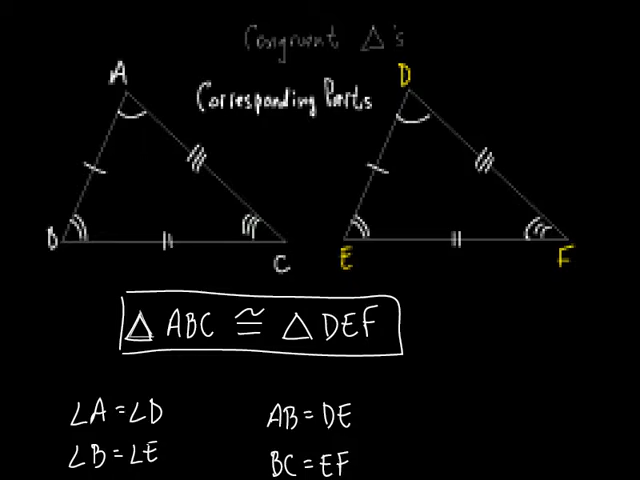 Congruent Δ's
A
D
Corresponding Parts
B
C
E
F
Δ ABC ≅ Δ DEF
∠A = ∠D
AB = DE
∠B = ∠E
BC = EF